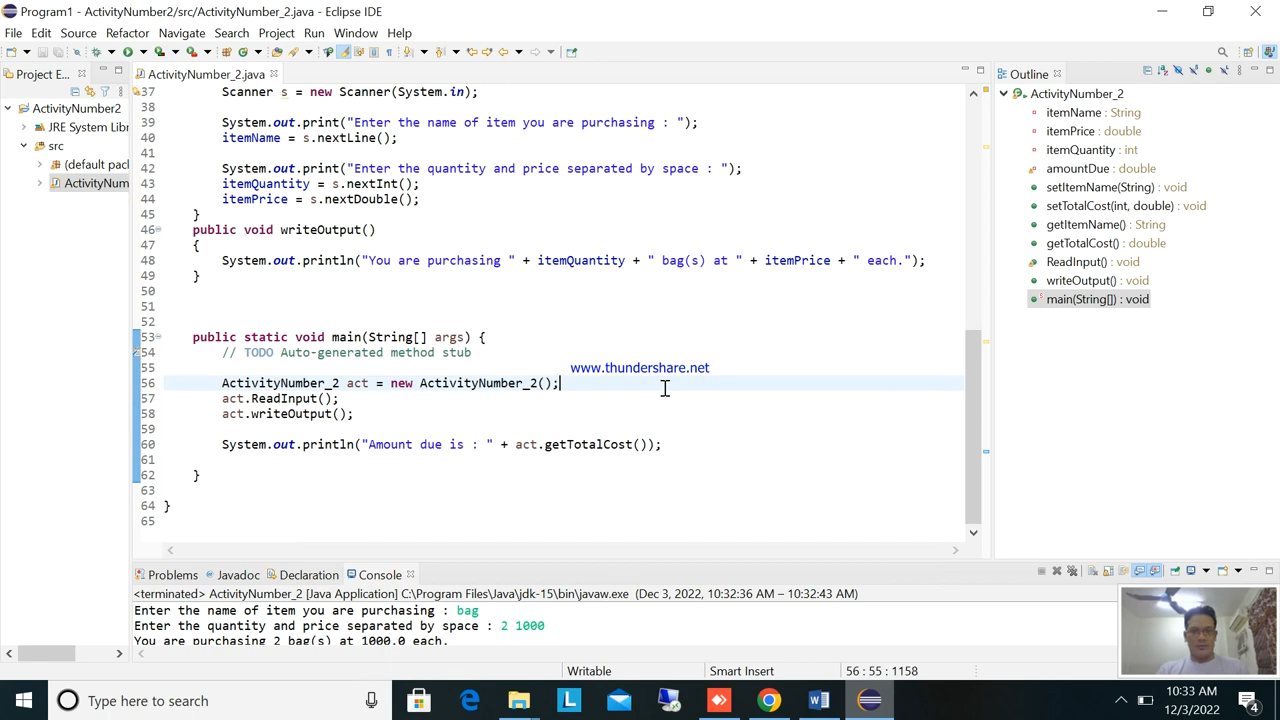 Program1 - ActivityNumber2/src/ActivityNumber_2.java - Eclipse IDE
File Edit Source Refactor Navigate Search Project Run Window Help
Project E...
ActivityNumber2
JRE System Libr
src
(default pacl
ActivityNum
ActivityNumber_2.java
37 Scanner s = new Scanner(System.in);
38
39 System.out.print("Enter the name of item you are purchasing : ");
40 itemName = s.nextLine();
41
42 System.out.print("Enter the quantity and price separated by space : ");
43 itemQuantity = s.nextInt();
44 itemPrice = s.nextDouble();
45 }
46 public void writeOutput()
47 {
48 System.out.println("You are purchasing " + itemQuantity + " bag(s) at " + itemPrice + " each.");
49 }
50
51
52
53 public static void main(String[] args) {
54 // TODO Auto-generated method stub
55
www.thundershare.net
56 ActivityNumber_2 act = new ActivityNumber_2();
57 act.ReadInput();
58 act.writeOutput();
59
60 System.out.println("Amount due is : " + act.getTotalCost());
61
62 }
63
64 }
65
Outline
ActivityNumber_2
itemName : String
itemPrice : double
itemQuantity : int
amountDue : double
setItemName(String) : void
setTotalCost(int, double) : void
getItemName() : String
getTotalCost() : double
ReadInput() : void
writeOutput() : void
main(String[]) : void
Problems Javadoc Declaration Console
<terminated> ActivityNumber_2 [Java Application] C:\Program Files\Java\jdk-15\bin\javaw.exe (Dec 3, 2022, 10:32:36 AM – 10:32:43 AM)
Enter the name of item you are purchasing : bag
Enter the quantity and price separated by space : 2 1000
You are purchasing 2 bag(s) at 1000.0 each.
Writable Smart Insert 56 : 55 : 1158
Type here to search
10:33 AM
12/3/2022
4